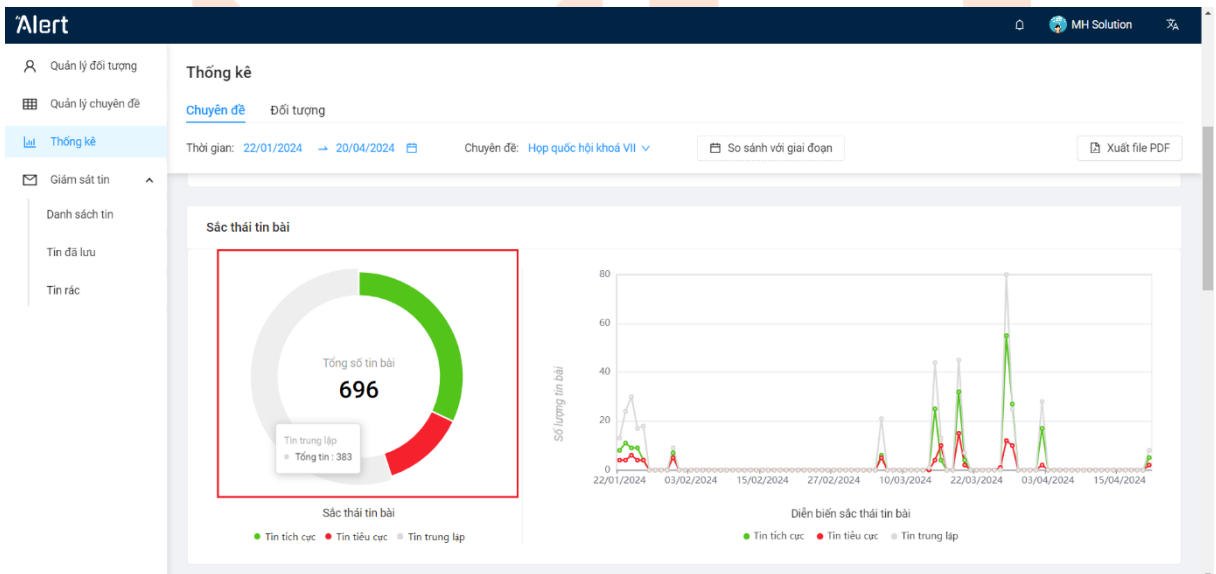 Alert
MH Solution
Quản lý đối tượng
Quản lý chuyên đề
Thống kê
Giám sát tin
Danh sách tin
Tin đã lưu
Tin rác
Thống kê
Chuyên đề Đối tượng
Thời gian: 22/01/2024 → 20/04/2024 Chuyên đề: Họp quốc hội khoá VII So sánh với giai đoạn Xuất file PDF
Sắc thái tin bài
Tổng số tin bài
696
Tin trung lập
Tổng tin : 383
Sắc thái tin bài
Tin tích cực Tin tiêu cực Tin trung lập
80
60
40
20
0
Số lượng tin bài
22/01/2024 03/02/2024 15/02/2024 27/02/2024 10/03/2024 22/03/2024 03/04/2024 15/04/2024
Diễn biến sắc thái tin bài
Tin tích cực Tin tiêu cực Tin trung lập